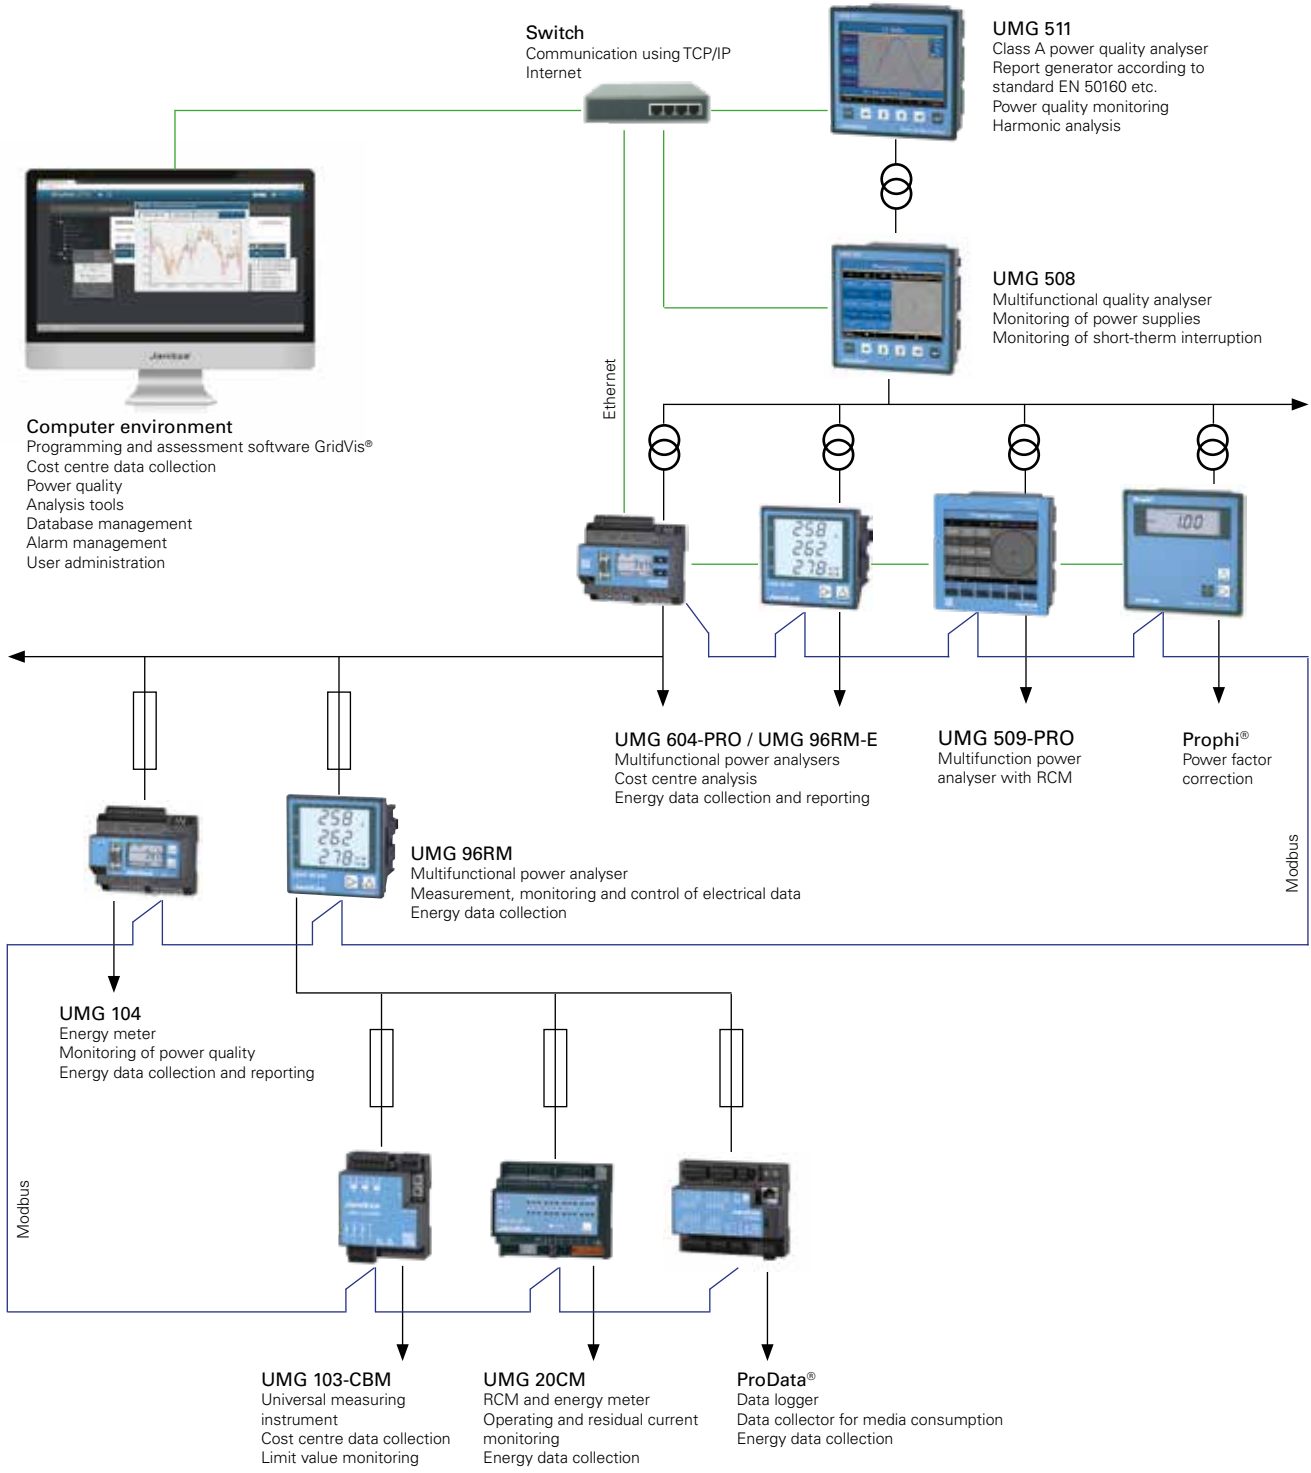 Switch
Communication using TCP/IP
Internet
UMG 511
Class A power quality analyser
Report generator according to
standard EN 50160 etc.
Power quality monitoring
Harmonic analysis
UMG 508
Multifunctional quality analyser
Monitoring of power supplies
Monitoring of short-therm interruption
Janitza
Ethernet
Computer environment
Programming and assessment software GridVis®
Cost centre data collection
Power quality
Analysis tools
Database management
Alarm management
User administration
258
262
278
1.00
UMG 604-PRO / UMG 96RM-E
Multifunctional power analysers
Cost centre analysis
Energy data collection and reporting
UMG 509-PRO
Multifunction power
analyser with RCM
Prophi®
Power factor
correction
Modbus
258
262
278
UMG 96RM
Multifunctional power analyser
Measurement, monitoring and control of electrical data
Energy data collection
UMG 104
Energy meter
Monitoring of power quality
Energy data collection and reporting
Modbus
UMG 103-CBM
Universal measuring
instrument
Cost centre data collection
Limit value monitoring
UMG 20CM
RCM and energy meter
Operating and residual current
monitoring
Energy data collection
ProData®
Data logger
Data collector for media consumption
Energy data collection